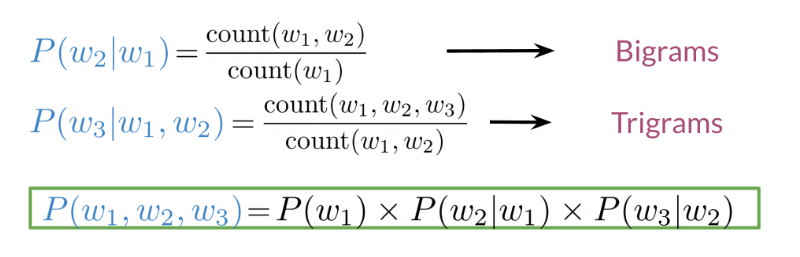 P(w₂|w₁) = count(w₁, w₂) / count(w₁) → Bigrams
P(w₃|w₁, w₂) = count(w₁, w₂, w₃) / count(w₁, w₂) → Trigrams
P(w₁, w₂, w₃) = P(w₁) × P(w₂|w₁) × P(w₃|w₂)